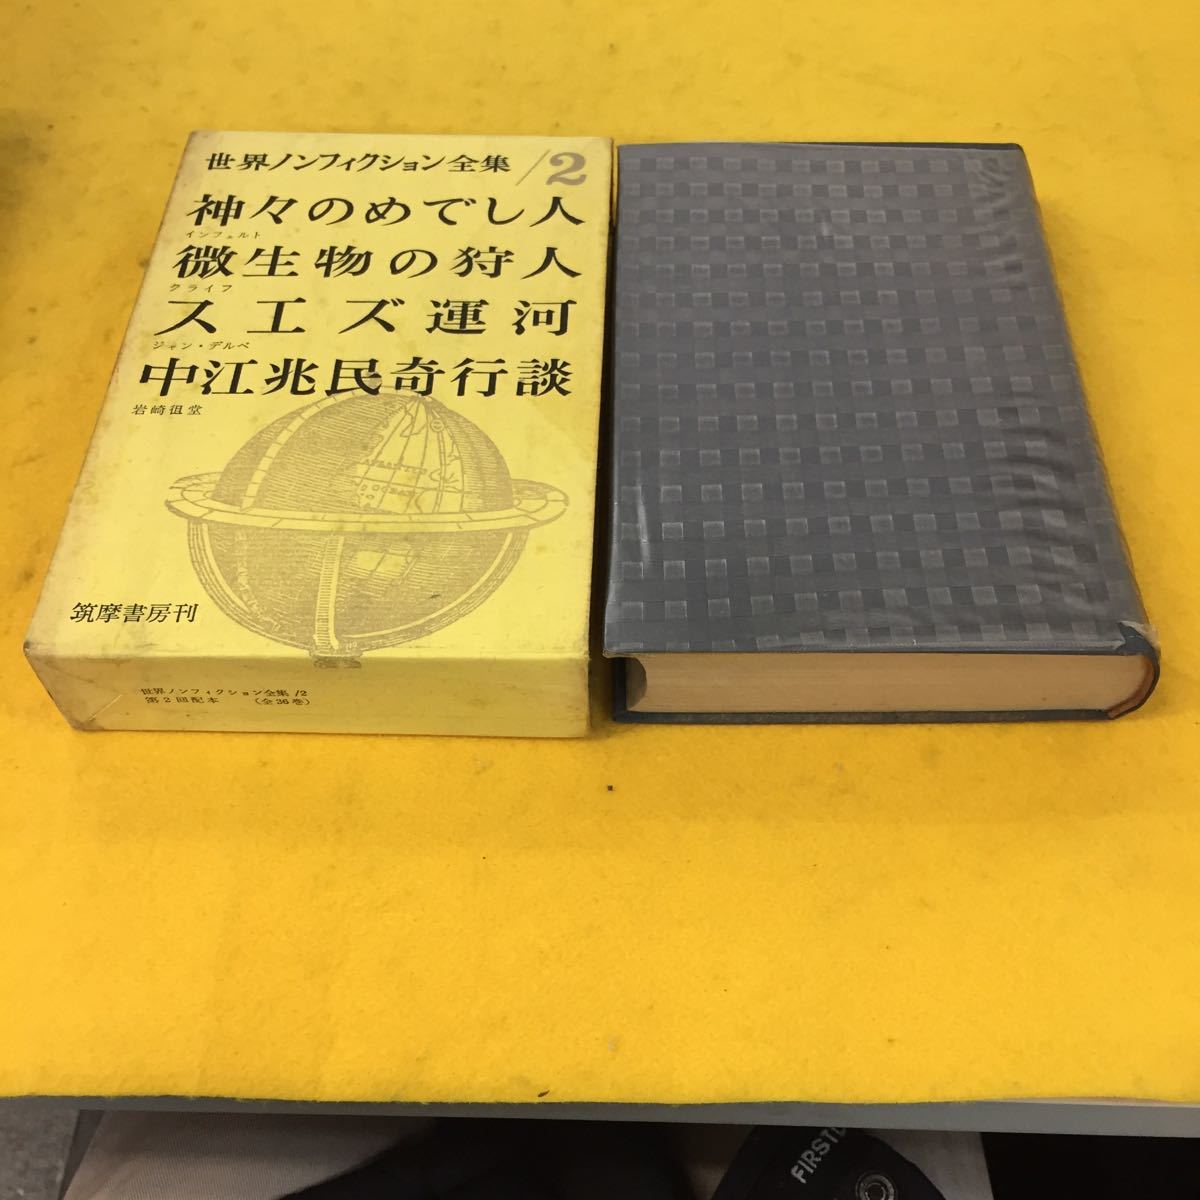 世界ノンフィクション全集/2
神々のめでし人
インフェルト
微生物の狩人
クライフ
スエズ運河
ジャン・デルベ
中江兆民奇行談
岩崎徂堂
筑摩書房刊
世界ノンフィクション全集/2
第2回配本 (全36巻)